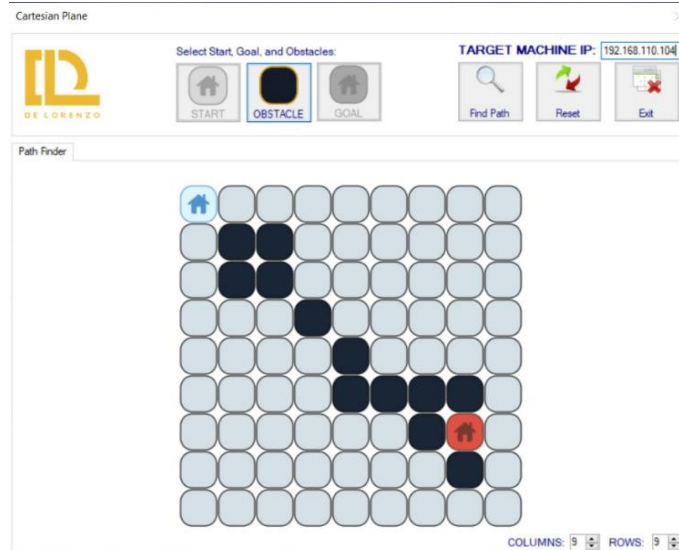 Cartesian Plane
Select Start, Goal, and Obstacles:
TARGET MACHINE IP: 192.168.110.104
DE LORENZO
START
OBSTACLE
GOAL
Find Path
Reset
Exit
Path Finder
COLUMNS: 9 ROWS: 9